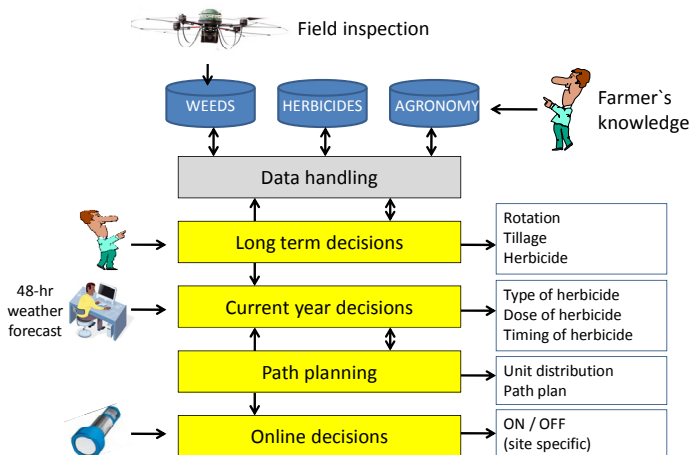 Field inspection
WEEDS
HERBICIDES
AGRONOMY
Farmer`s
knowledge
Data handling
Long term decisions
Rotation
Tillage
Herbicide
48-hr
weather
forecast
Current year decisions
Type of herbicide
Dose of herbicide
Timing of herbicide
Path planning
Unit distribution
Path plan
Online decisions
ON / OFF
(site specific)